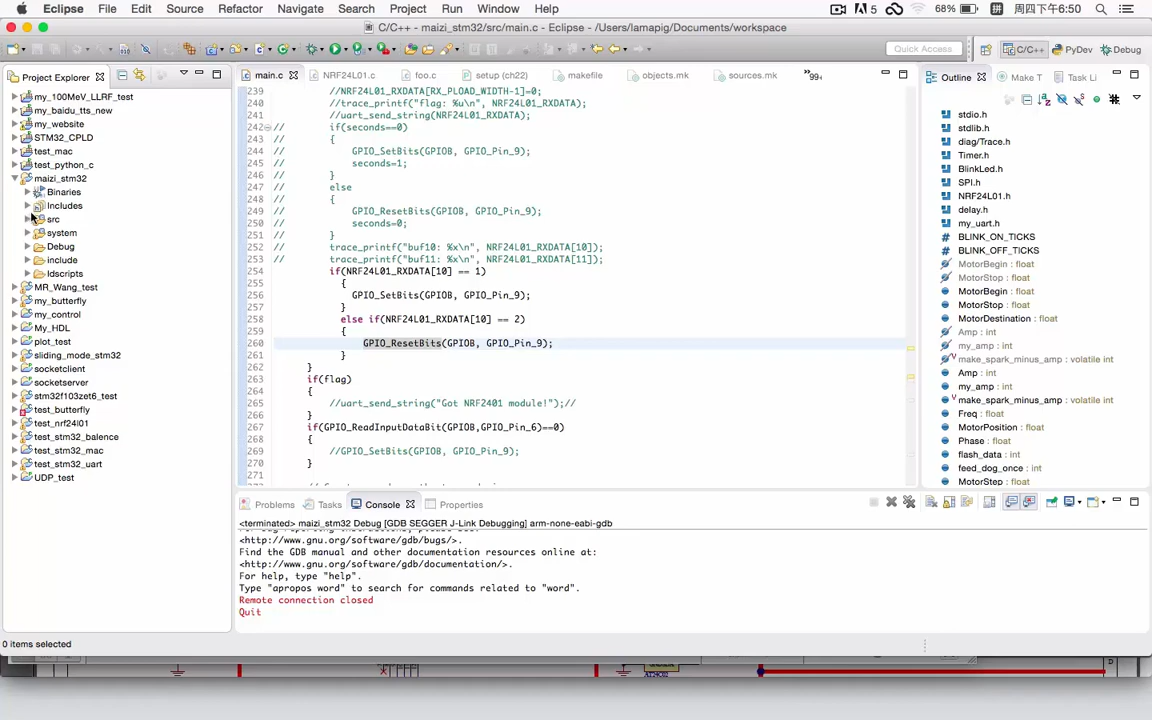 Eclipse File Edit Source Refactor Navigate Search Project Run Window Help 5 68% 拼 周四下午6:50
C/C++ - maizi_stm32/src/main.c - Eclipse - /Users/lamapig/Documents/workspace
Quick Access C/C++ PyDev Debug
Project Explorer
my_100MeV_LLRF_test
my_baidu_tts_new
my_website
STM32_CPLD
test_mac
test_python_c
maizi_stm32
Binaries
Includes
src
system
Debug
include
ldscripts
MR_Wang_test
my_butterfly
my_control
My_HDL
plot_test
sliding_mode_stm32
socketclient
socketserver
stm32f103zet6_test
test_butterfly
test_nrf24l01
test_stm32_balence
test_stm32_mac
test_stm32_uart
UDP_test
main.c NRF24L01.c foo.c setup (ch22) makefile objects.mk sources.mk »99+
239 //NRF24L01_RXDATA[RX_PLOAD_WIDTH-1]=0;
240 //trace_printf("flag: %u\n", NRF24L01_RXDATA);
241 //uart_send_string(NRF24L01_RXDATA);
242 // if(seconds==0)
243 // {
244 // GPIO_SetBits(GPIOB, GPIO_Pin_9);
245 // seconds=1;
246 // }
247 // else
248 // {
249 // GPIO_ResetBits(GPIOB, GPIO_Pin_9);
250 // seconds=0;
251 // }
252 // trace_printf("buf10: %x\n", NRF24L01_RXDATA[10]);
253 // trace_printf("buf11: %x\n", NRF24L01_RXDATA[11]);
254 if(NRF24L01_RXDATA[10] == 1)
255 {
256 GPIO_SetBits(GPIOB, GPIO_Pin_9);
257 }
258 else if(NRF24L01_RXDATA[10] == 2)
259 {
260 GPIO_ResetBits(GPIOB, GPIO_Pin_9);
261 }
262 }
263 if(flag)
264 {
265 //uart_send_string("Got NRF2401 module!");//
266 }
267 if(GPIO_ReadInputDataBit(GPIOB,GPIO_Pin_6)==0)
268 {
269 //GPIO_SetBits(GPIOB, GPIO_Pin_9);
270 }
271
Outline Make T Task Li
stdio.h
stdlib.h
diag/Trace.h
Timer.h
BlinkLed.h
SPI.h
NRF24L01.h
delay.h
my_uart.h
BLINK_ON_TICKS
BLINK_OFF_TICKS
MotorBegin : float
MotorStop : float
MotorBegin : float
MotorStop : float
MotorDestination : float
Amp : int
my_amp : int
make_spark_minus_amp : volatile int
Amp : int
my_amp : int
make_spark_minus_amp : volatile int
Freq : int
MotorPosition : float
Phase : int
flash_data : int
feed_dog_once : int
MotorStep : float
Problems Tasks Console Properties
<terminated> maizi_stm32 Debug [GDB SEGGER J-Link Debugging] arm-none-eabi-gdb
<http://www.gnu.org/software/gdb/bugs/>.
Find the GDB manual and other documentation resources online at:
<http://www.gnu.org/software/gdb/documentation/>.
For help, type "help".
Type "apropos word" to search for commands related to "word".
Remote connection closed
Quit
0 items selected
AT24C02